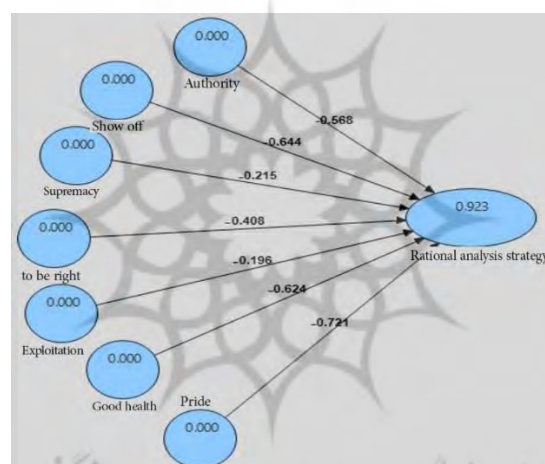 0.000
Authority
0.000
Show off
0.000
Supremacy
0.000
to be right
0.000
Exploitation
0.000
Good health
Pride
0.000
-0.568
-0.644
-0.215
-0.408
-0.196
-0.624
-0.721
0.923
Rational analysis strategy